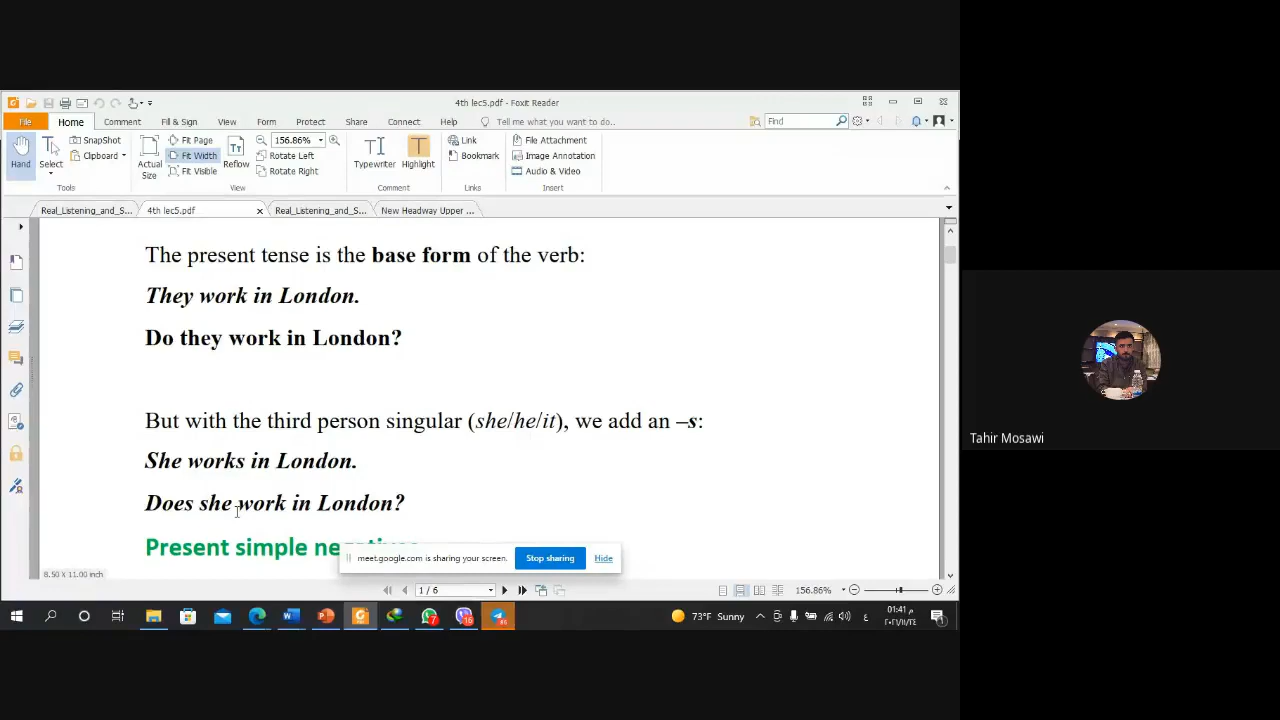 4th lec5.pdf - Foxit Reader
File Home Comment Fill & Sign View Form Protect Share Connect Help Tell me what you want to do... Find
Hand Select SnapShot Clipboard Actual Size Fit Page Fit Width Fit Visible Reflow 156.86% Rotate Left Rotate Right Typewriter Highlight Link Bookmark File Attachment Image Annotation Audio & Video
Tools View Comment Links Insert
Real_Listening_and_S... 4th lec5.pdf Real_Listening_and_S... New Headway Upper ...
The present tense is the base form of the verb:
They work in London.
Do they work in London?
But with the third person singular (she/he/it), we add an –s:
She works in London.
Does she work in London?
Present simple
meet.google.com is sharing your screen. Stop sharing Hide
8.50 X 11.00 inch
1 / 6 156.86%
73°F Sunny ع 01:41 م
٢٠٢١/١١/٢٤
Tahir Mosawi